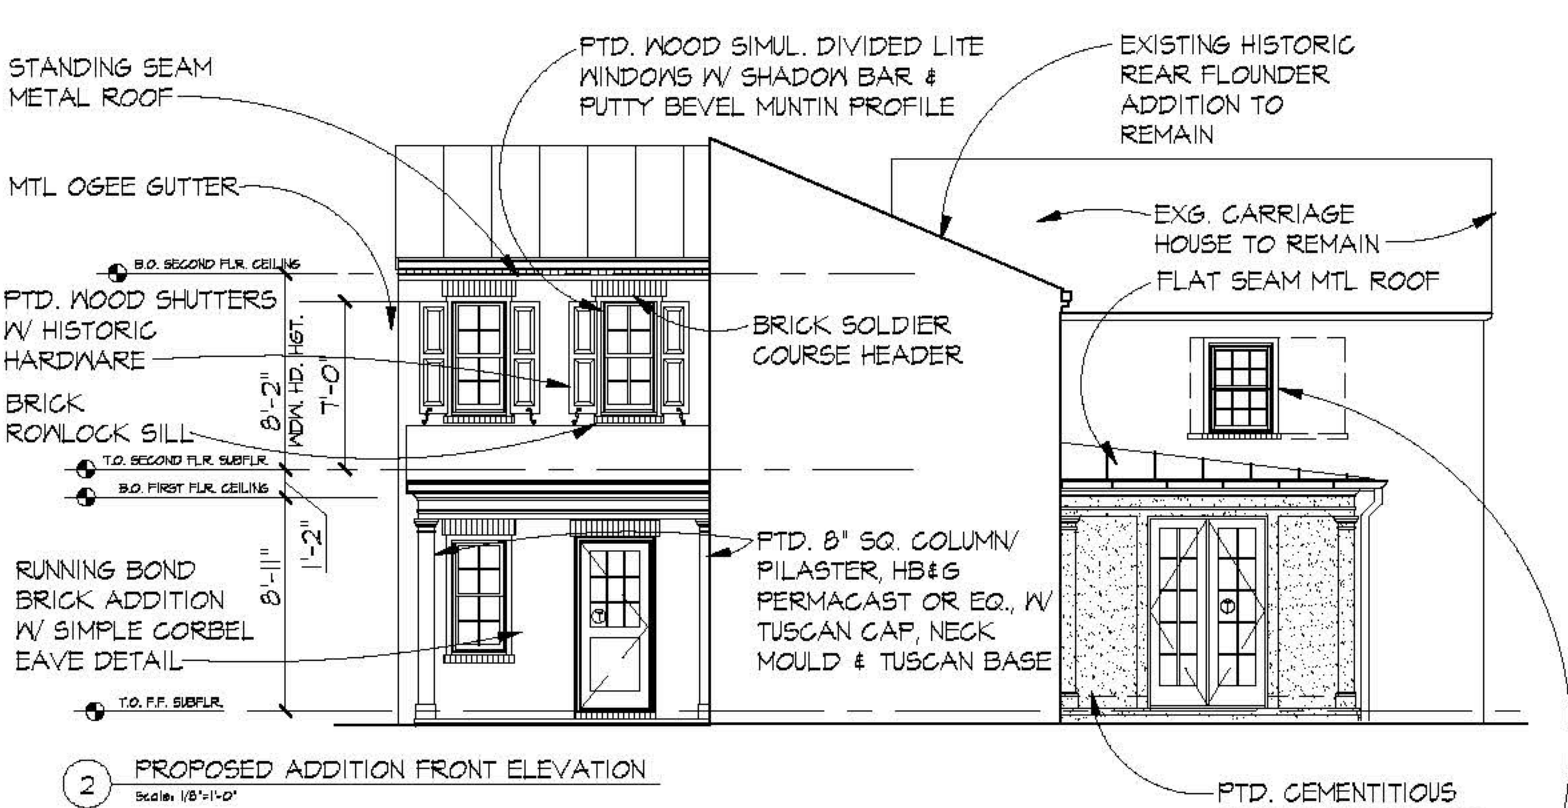 STANDING SEAM
METAL ROOF
PTD. WOOD SIMUL. DIVIDED LITE
WINDOWS W/ SHADOW BAR &
PUTTY BEVEL MUNTIN PROFILE
EXISTING HISTORIC
REAR FLOUNDER
ADDITION TO
REMAIN
MTL OGEE GUTTER
EXG. CARRIAGE
HOUSE TO REMAIN
B.O. SECOND FLR. CEILING
FLAT SEAM MTL ROOF
PTD. WOOD SHUTTERS
W/ HISTORIC
HARDWARE
BRICK SOLDIER
COURSE HEADER
8'-2"
WDW. HD. HGT.
7'-0"
BRICK
ROWLOCK SILL
T.O. SECOND FLR. SUBFLR.
B.O. FIRST FLR. CEILING
1'-2"
8'-11"
RUNNING BOND
BRICK ADDITION
W/ SIMPLE CORBEL
EAVE DETAIL
PTD. 8" SQ. COLUMN/
PILASTER, HB&G
PERMACAST OR EQ., W/
TUSCAN CAP, NECK
MOULD & TUSCAN BASE
T.O. F.F. SUBFLR.
2
PROPOSED ADDITION FRONT ELEVATION
Scale: 1/8"=1'-0"
PTD. CEMENTITIOUS